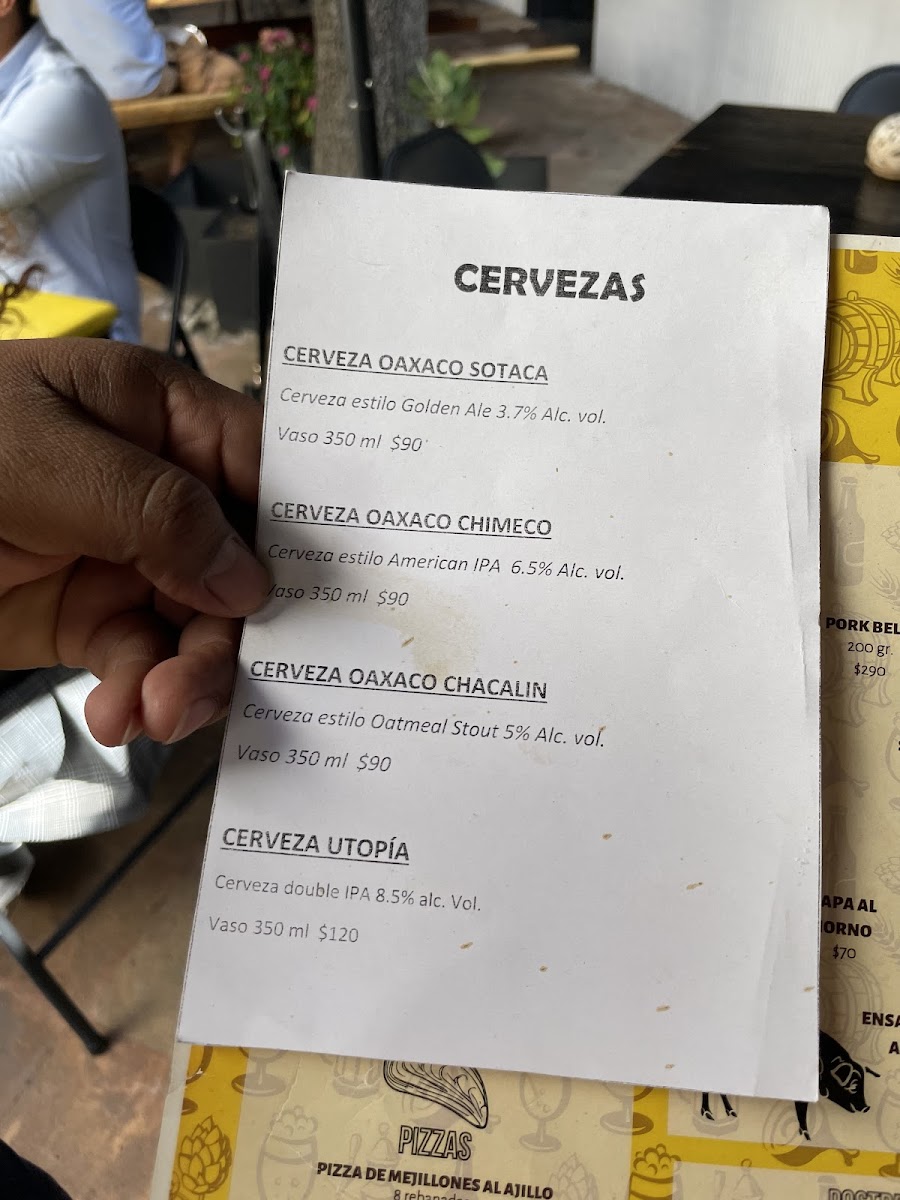 CERVEZAS
CERVEZA OAXACO SOTACA
Cerveza estilo Golden Ale 3.7% Alc. vol.
Vaso 350 ml $90
CERVEZA OAXACO CHIMECO
Cerveza estilo American IPA 6.5% Alc. vol.
Vaso 350 ml $90
CERVEZA OAXACO CHACALIN
Cerveza estilo Oatmeal Stout 5% Alc. vol.
Vaso 350 ml $90
CERVEZA UTOPÍA
Cerveza double IPA 8.5% alc. Vol.
Vaso 350 ml $120
PORK BEL
200 gr.
$290
APA AL
ORNO
$70
ENSA
A
PIZZAS
PIZZA DE MEJILLONES AL AJILLO